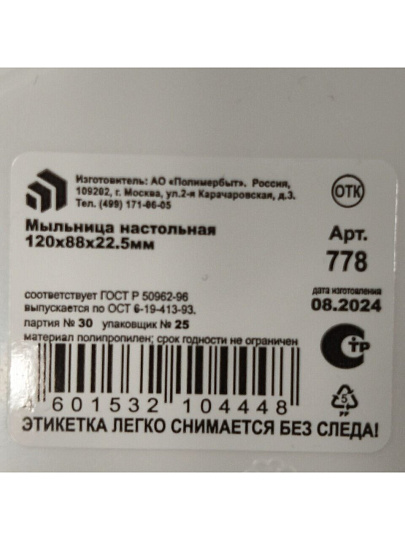 Изготовитель: АО «Полимербыт». Россия,
109202, г. Москва, ул.2-я Карачаровская, д.3.
Тел. (499) 171-86-05
ОТК
Мыльница настольная
120х88х22.5мм
Арт.
778
дата изготовления
08.2024
соответствует ГОСТ Р 50962-96
выпускается по ОСТ 6-19-413-93.
партия № 30 упаковщик № 25
материал полипропилен; срок годности не ограничен
СТР
4 601532 104448
5
PP
ЭТИКЕТКА ЛЕГКО СНИМАЕТСЯ БЕЗ СЛЕДА!